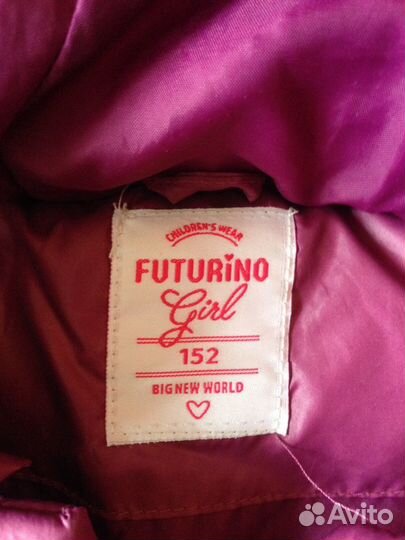 CHILDREN'S WEAR
FUTURiNO
Girl
152
BIG NEW WORLD
Avito